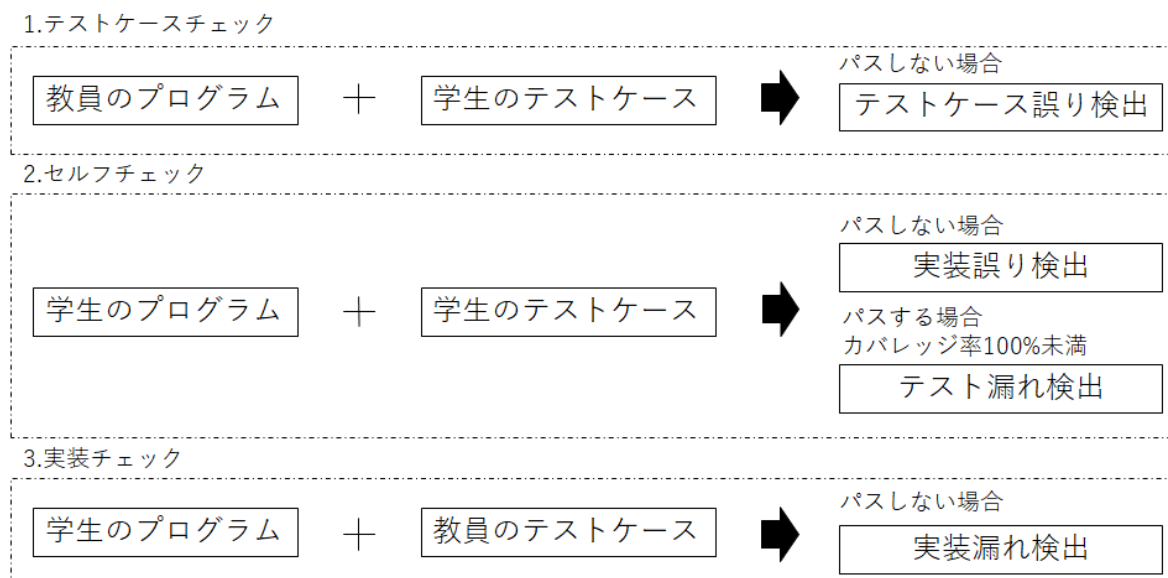 1.テストケースチェック
教員のプログラム
+
学生のテストケース
パスしない場合
テストケース誤り検出
2.セルフチェック
学生のプログラム
+
学生のテストケース
パスしない場合
実装誤り検出
パスする場合
カバレッジ率100%未満
テスト漏れ検出
3.実装チェック
学生のプログラム
+
教員のテストケース
パスしない場合
実装漏れ検出